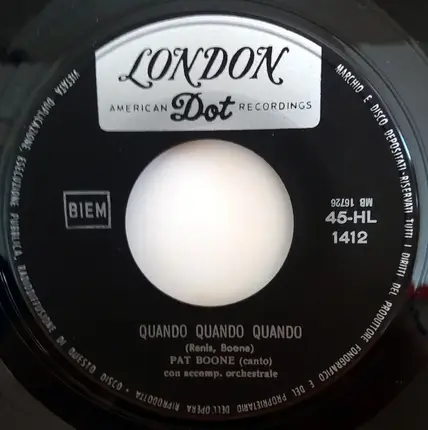 LONDON
AMERICAN Dot RECORDINGS
BIEM
MB 16726
45-HL
1412
QUANDO QUANDO QUANDO
(Renis, Boone)
PAT BOONE (canto)
con accomp. orchestrale
MARCHIO E DISCO DEPOSITATI · RISERVATI TUTTI I DIRITTI DEL PRODUTTORE FONOGRAFICO E DEL PROPRIETARIO DELL'OPERA RIPRODOTTA · O RADIODIFFUSIONE DI QUESTO DISCO VIETATA DUPLICAZIONE, ESECUZIONE PUBBLICA